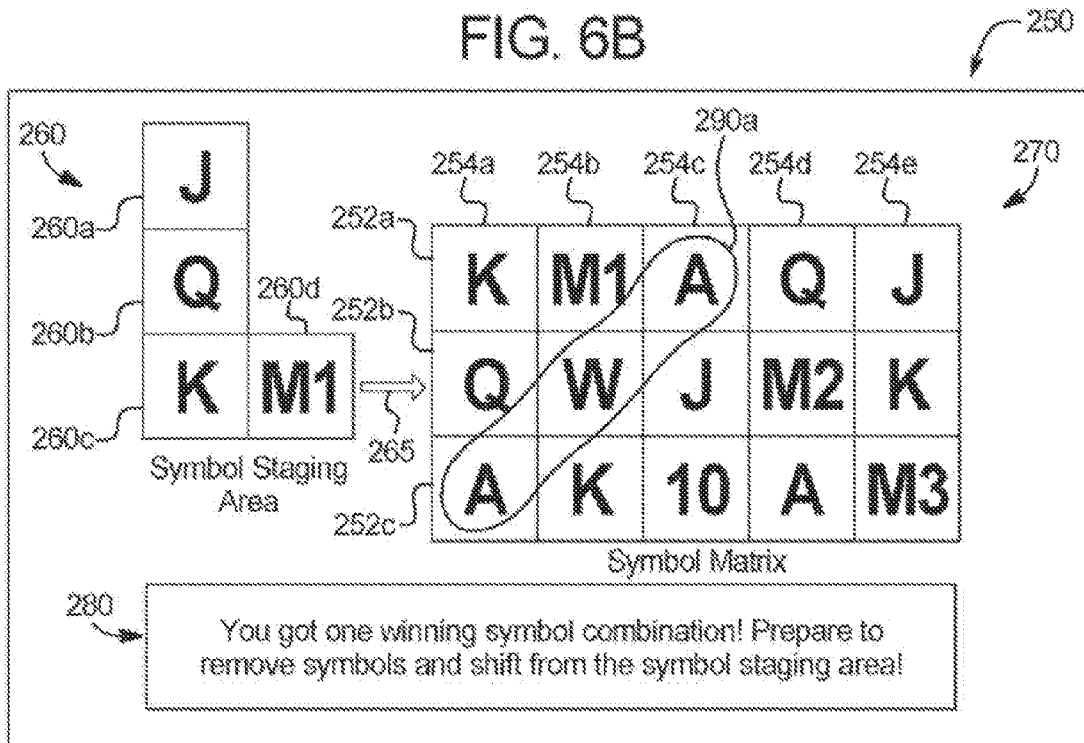 FIG. 6B
250
260
J
260a
Q
260b
260d
K M1
260c
265
Symbol Staging
Area
290a
254a 254b 254c 254d 254e
270
252a
K M1 A Q J
252b
Q W J M2 K
252c
A K 10 A M3
Symbol Matrix
280
You got one winning symbol combination! Prepare to
remove symbols and shift from the symbol staging area!